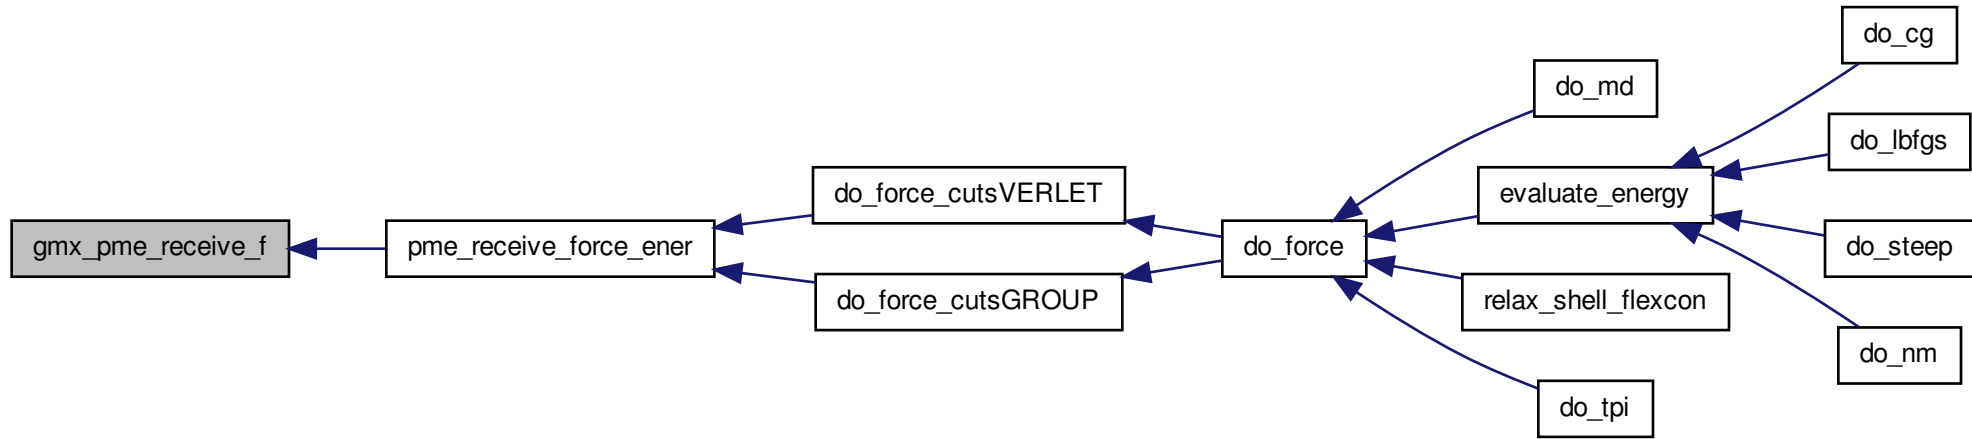 gmx_pme_receive_f
pme_receive_force_ener
do_force_cutsVERLET
do_force_cutsGROUP
do_force
do_md
evaluate_energy
relax_shell_flexcon
do_tpi
do_cg
do_lbfgs
do_steep
do_nm